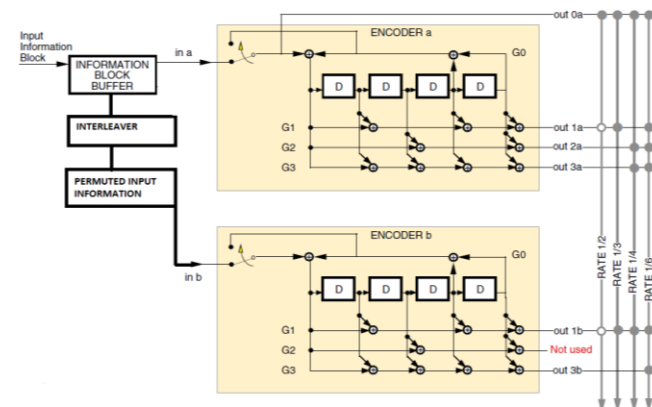 Input
Information
Block
INFORMATION
BLOCK
BUFFER
in a
INTERLEAVER
PERMUTED INPUT
INFORMATION
in b
ENCODER a
G0
D D D D
G1
G2
G3
out 0a
out 1a
out 2a
out 3a
ENCODER b
G0
D D D D
G1
G2
G3
out 1b
Not used
out 3b
RATE 1/2
RATE 1/3
RATE 1/4
RATE 1/6